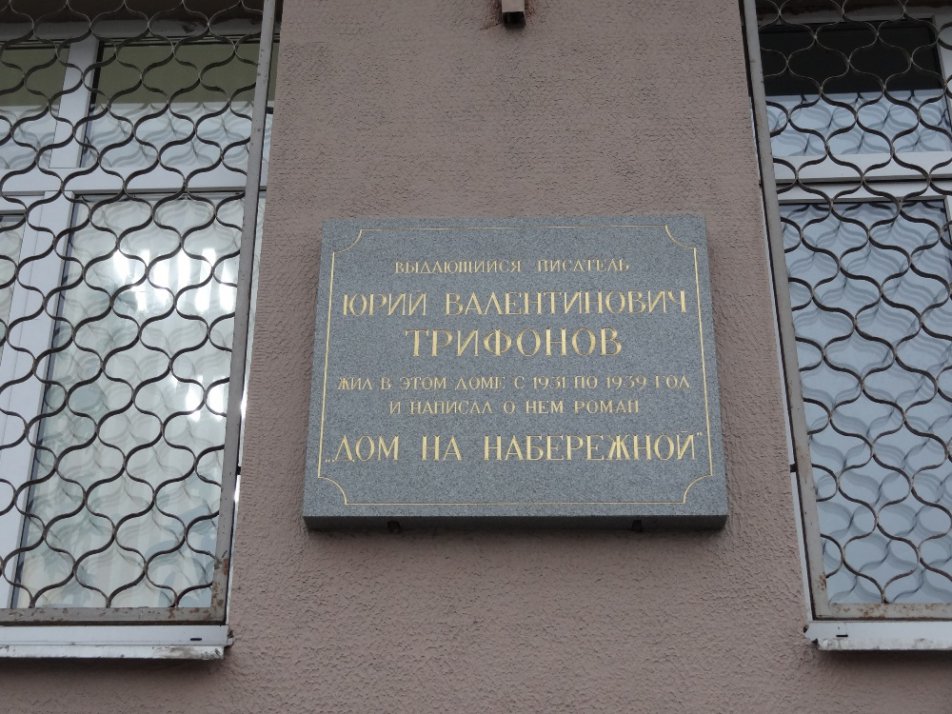 ВЫДАЮЩИЙСЯ ПИСАТЕЛЬ
ЮРИЙ ВАЛЕНТИНОВИЧ
ТРИФОНОВ
ЖИЛ В ЭТОМ ДОМЕ С 1931 ПО 1939 ГОД
И НАПИСАЛ О НЕМ РОМАН
„ДОМ НА НАБЕРЕЖНОЙ"